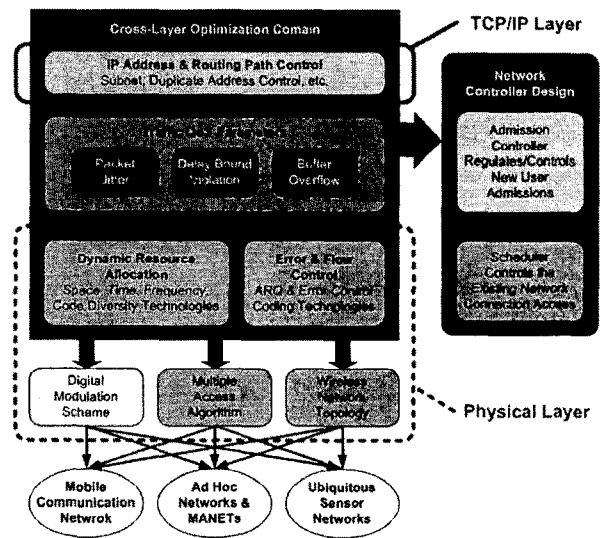 Cross-Layer Optimization Comain
TCP/IP Layer
IP Address & Routing Path Control
Subnet, Duplicate Address Control, etc.
Network
Controller Design
Packet
Jitter
Delay Bound
Violation
Buffer
Overflow
Admission
Controller
Regulates/Controls
New User
Admissions
Dynamic Resource
Allocation
Space, Time, Frequency,
Code Diversity Technologies
Error & Flow
Control
ARQ & Error Control
Coding Technologies
Scheduler
Controls the
Existing Network
Connection Access
Digital
Modulation
Scheme
Multiple
Access
Algorithm
Wireless
Network
Topology
Physical Layer
Mobile
Communication
Netwrok
Ad Hoc
Networks &
MANETs
Ubiquitous
Sensor
Networks